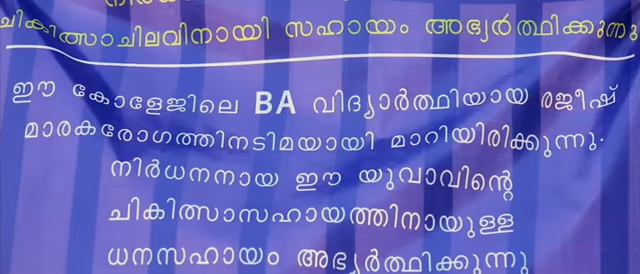 ചികിത്സാചിലവിനായി സഹായം അഭ്യർത്ഥിക്കുന്നു
ഈ കോളേജിലെ BA വിദ്യാർത്ഥിയായ രജീഷ്
മാരകരോഗത്തിനടിമയായി മാറിയിരിക്കുന്നു.
നിർധനനായ ഈ യുവാവിന്റെ
ചികിത്സാസഹായത്തിനായുള്ള
ധനസഹായം അഭ്യർത്ഥിക്കുന്നു